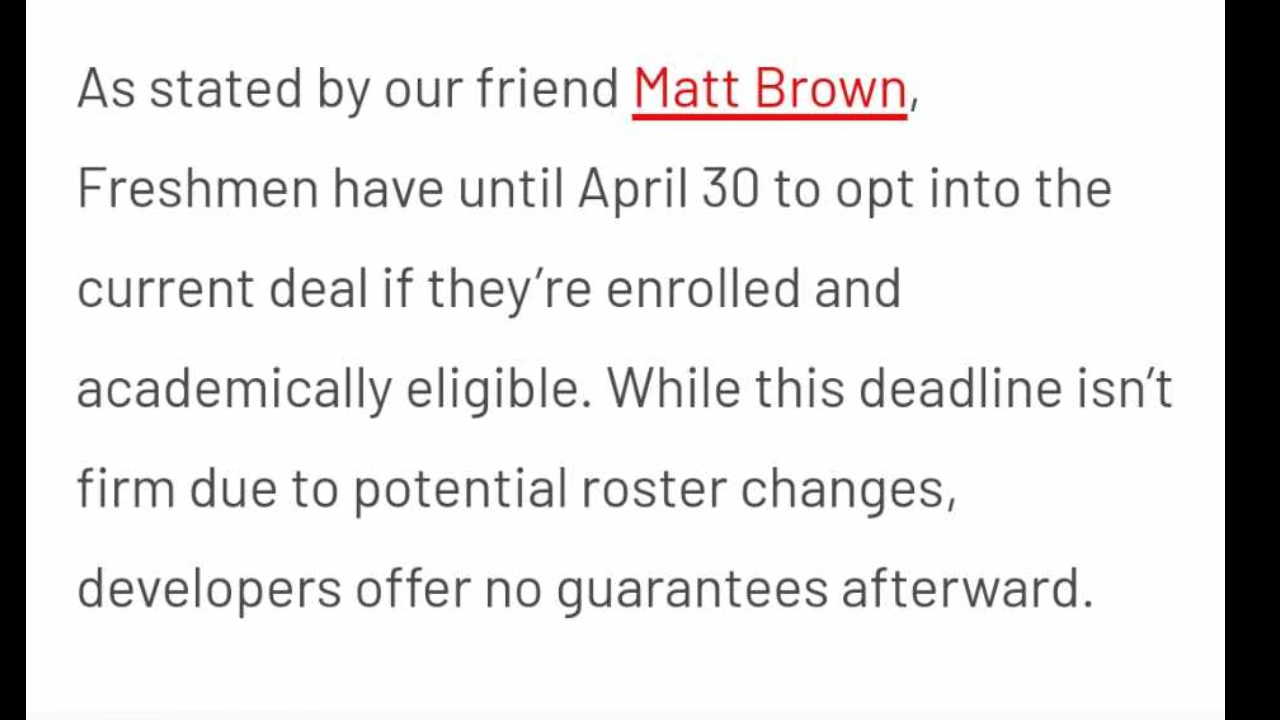 As stated by our friend Matt Brown,
Freshmen have until April 30 to opt into the
current deal if they’re enrolled and
academically eligible. While this deadline isn’t
firm due to potential roster changes,
developers offer no guarantees afterward.